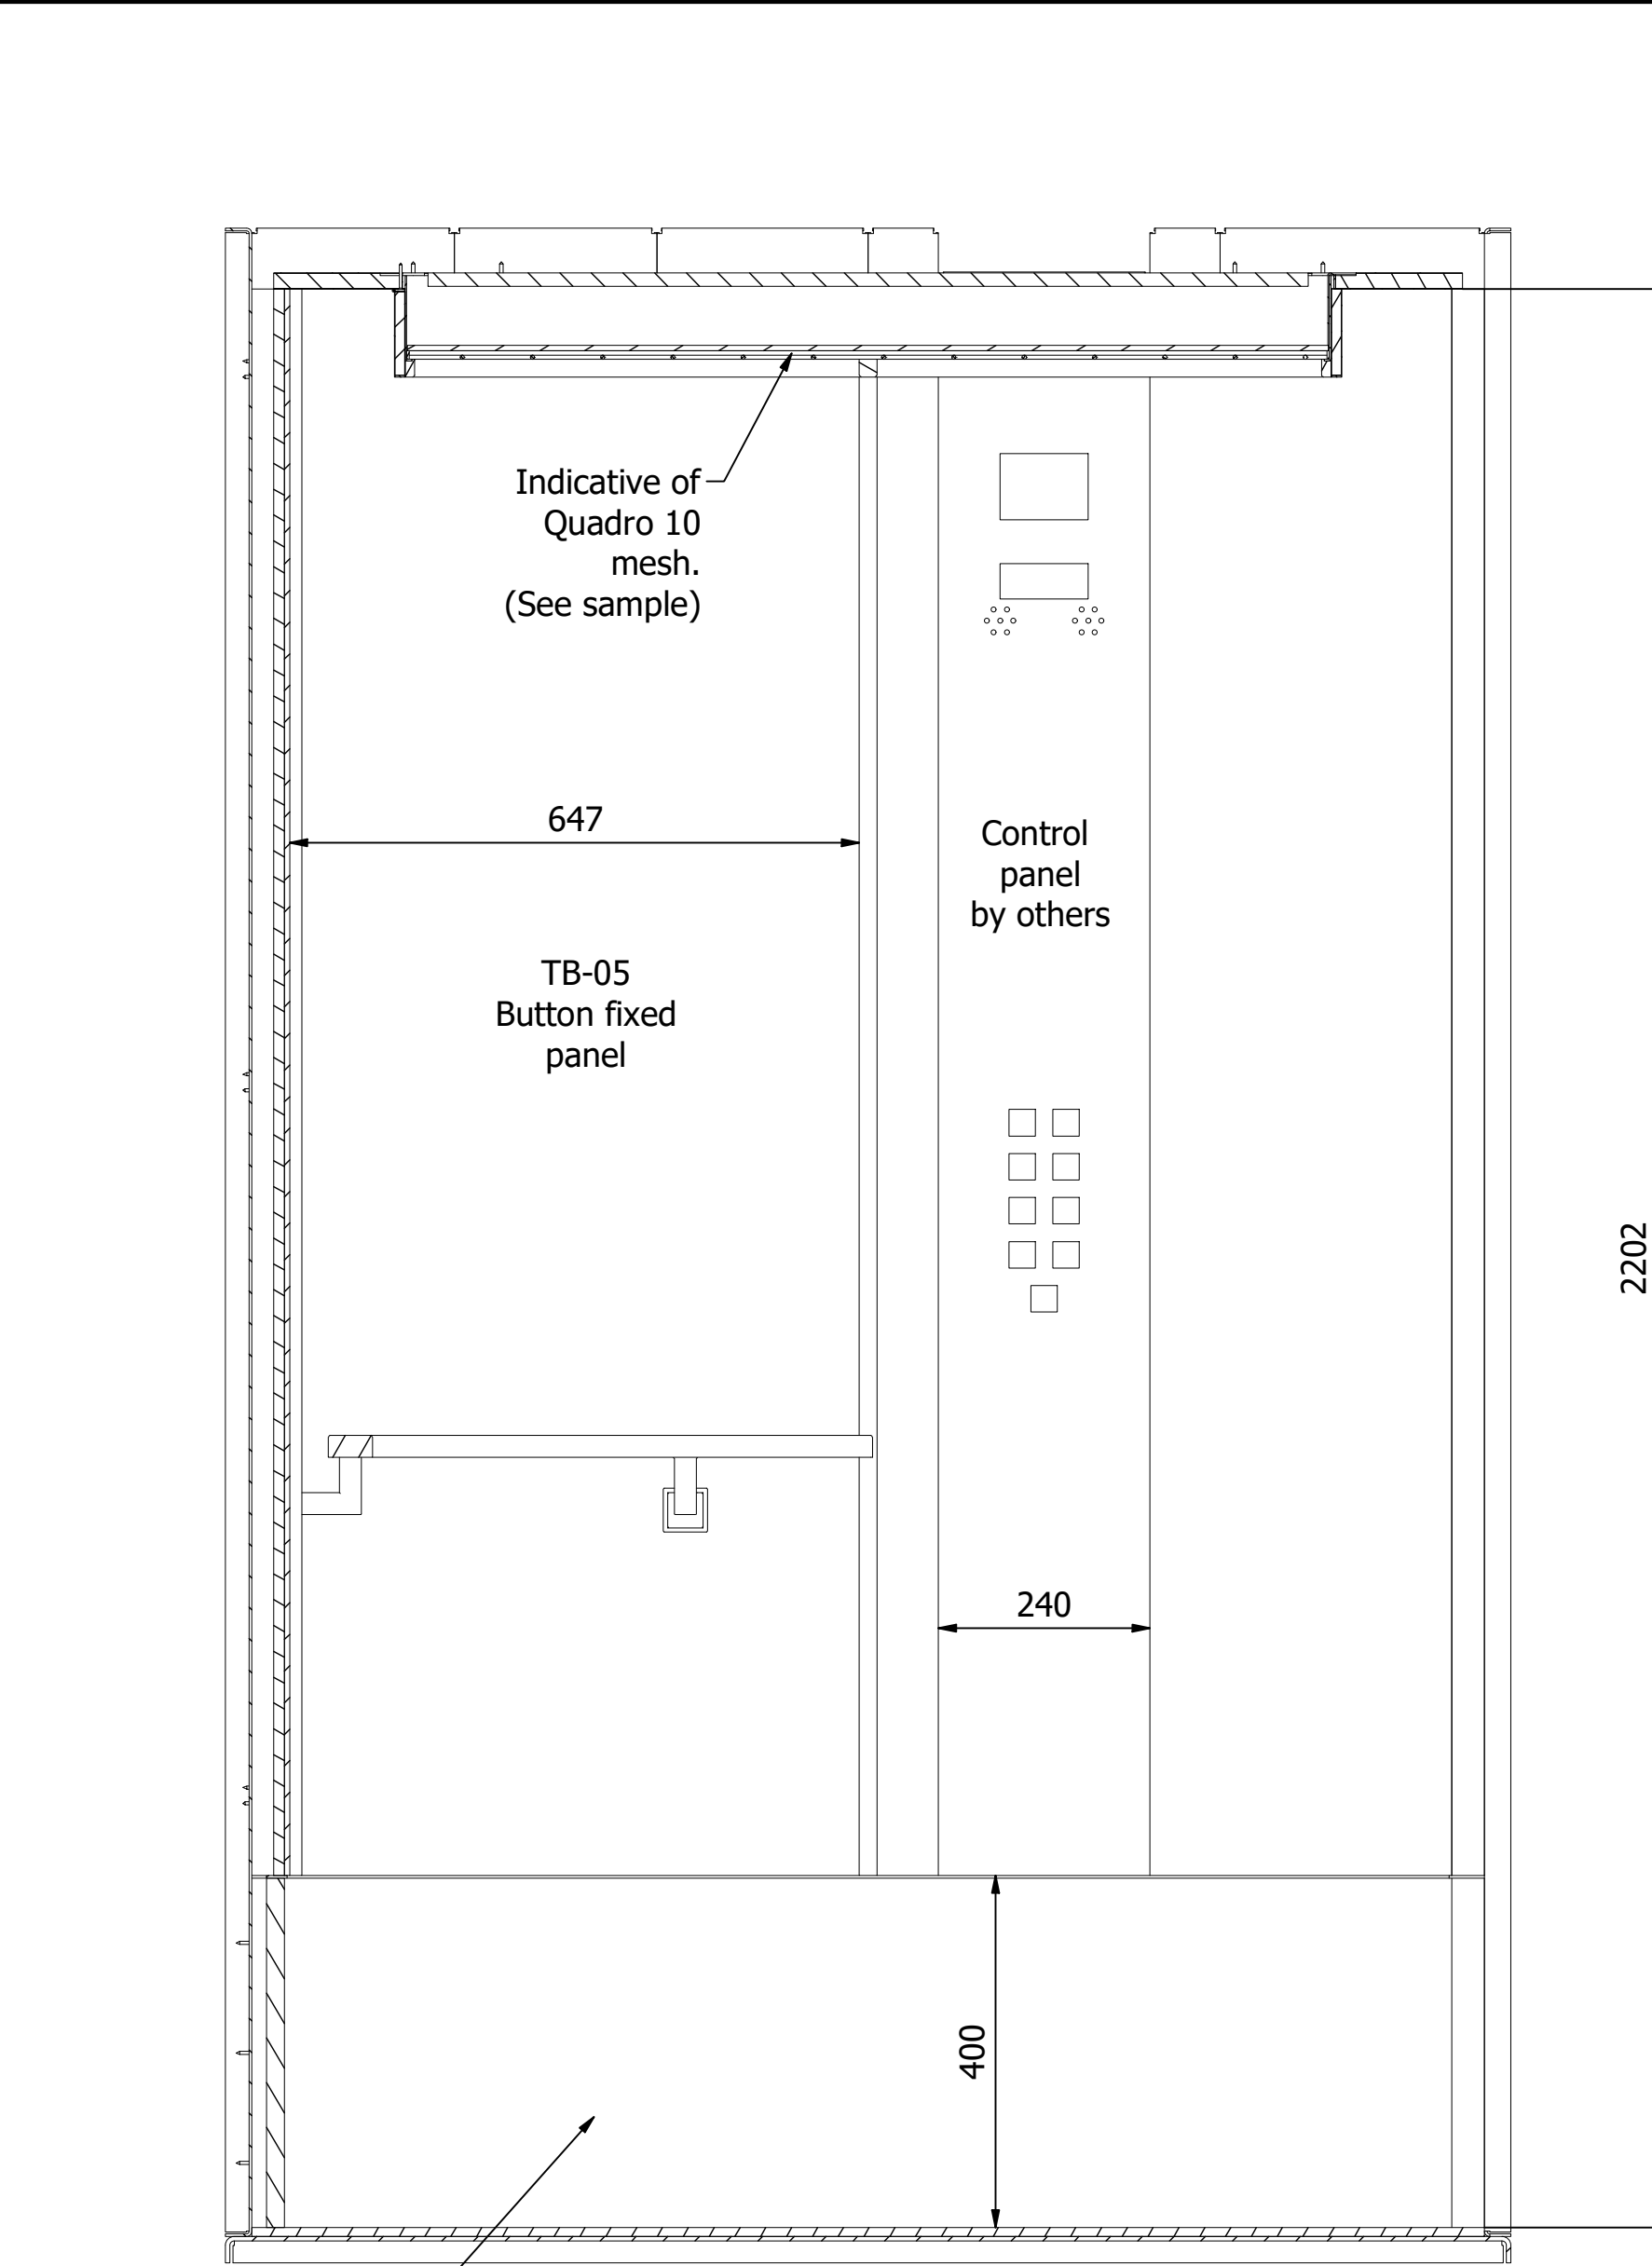 Indicative of
Quadro 10
mesh.
(See sample)
647
Control
panel
by others
TB-05
Button fixed
panel
2202
240
400